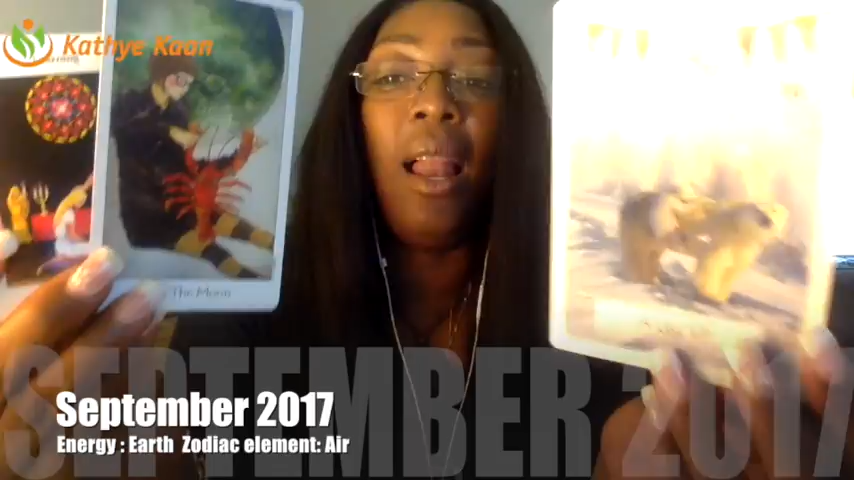 Kathye Kaan
The Moon
SEPTEMBER 2017
September 2017
Energy : Earth Zodiac element: Air